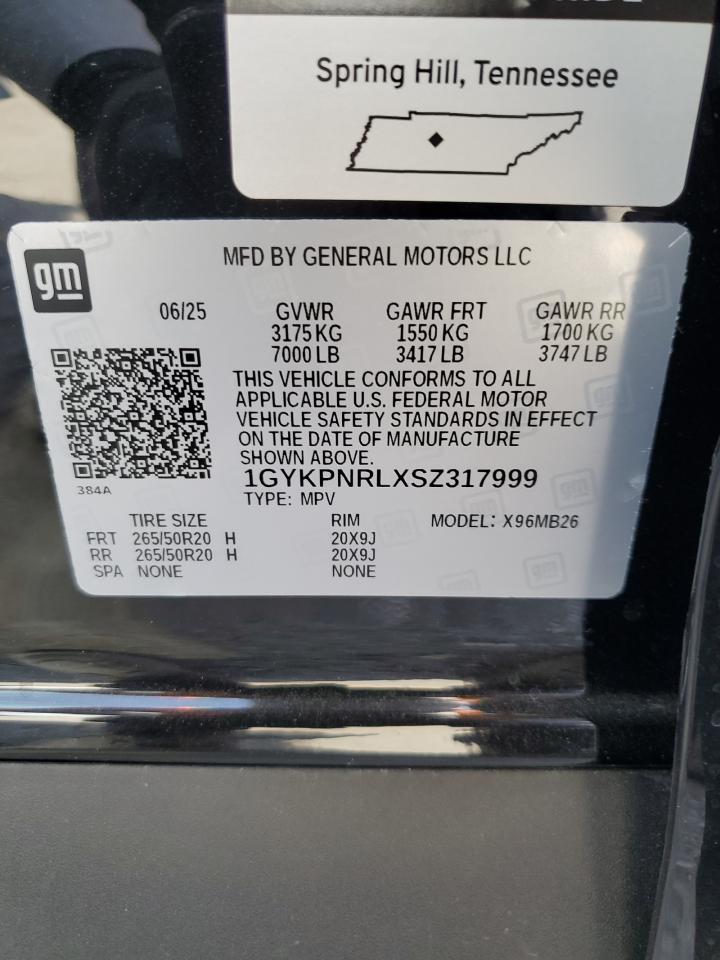 Spring Hill, Tennessee
gm
MFD BY GENERAL MOTORS LLC
06/25 GVWR GAWR FRT GAWR RR
3175 KG 1550 KG 1700 KG
7000 LB 3417 LB 3747 LB
THIS VEHICLE CONFORMS TO ALL
APPLICABLE U.S. FEDERAL MOTOR
VEHICLE SAFETY STANDARDS IN EFFECT
ON THE DATE OF MANUFACTURE
SHOWN ABOVE.
1GYKPNRLXSZ317999
384A
TYPE: MPV
TIRE SIZE RIM MODEL: X96MB26
FRT 265/50R20 H 20X9J
RR 265/50R20 H 20X9J
SPA NONE NONE